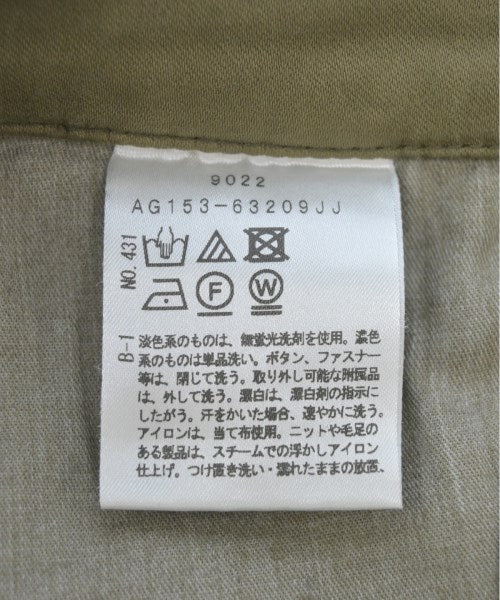 9022
AG153-63209JJ
NO.431
F
W
B-1
淡色系のものは、無蛍光洗剤を使用。濃色
系のものは単品洗い。ボタン、ファスナー
等は、閉じて洗う。取り外し可能な附属品
は、外して洗う。漂白は、漂白剤の指示に
したがう。汗をかいた場合、速やかに洗う。
アイロンは、当て布使用。ニットや毛足の
ある製品は、スチームでの浮かしアイロン
仕上げ。つけ置き洗い・濡れたままの放置、